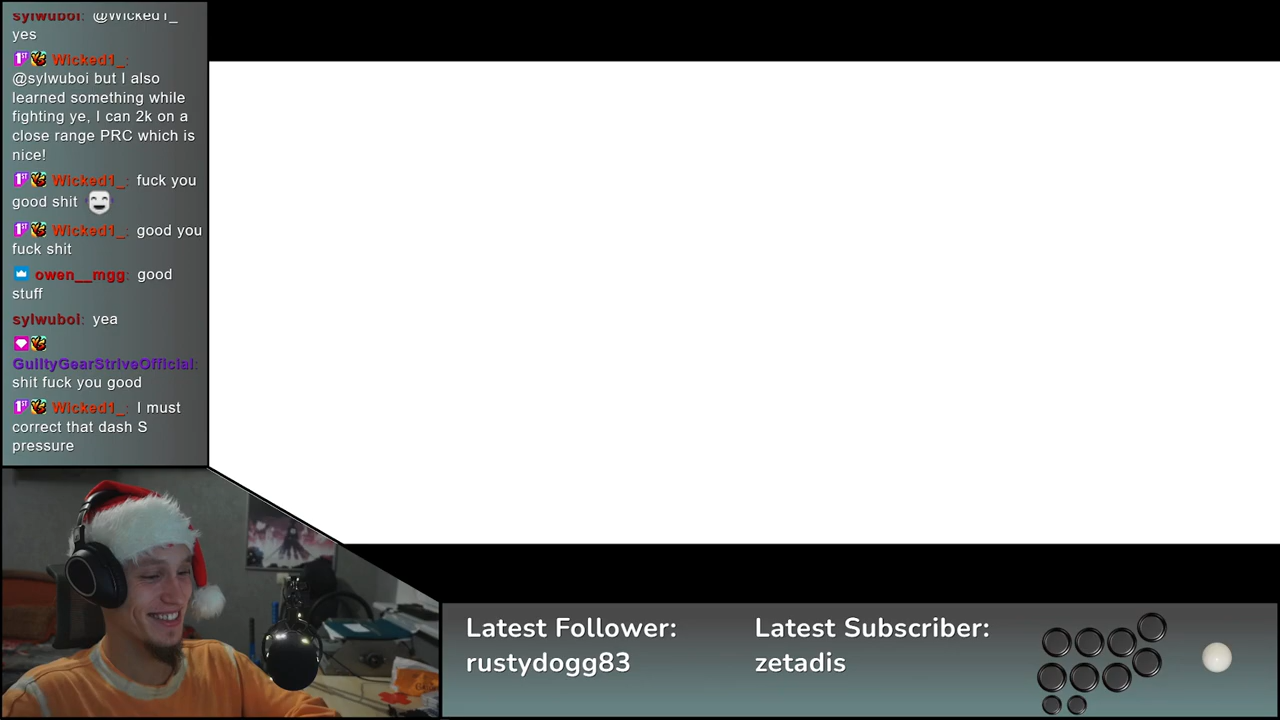 sylwuboi: @Wicked1_
yes
Wicked1_:
@sylwuboi but I also
learned something while
fighting ye, I can 2k on a
close range PRC which is
nice!
Wicked1_: fuck you
good shit
Wicked1_: good you
fuck shit
owen__mgg: good
stuff
sylwuboi: yea
GuiltyGearStriveOfficial:
shit fuck you good
Wicked1_: I must
correct that dash S
pressure
Latest Follower:
rustydogg83
Latest Subscriber:
zetadis